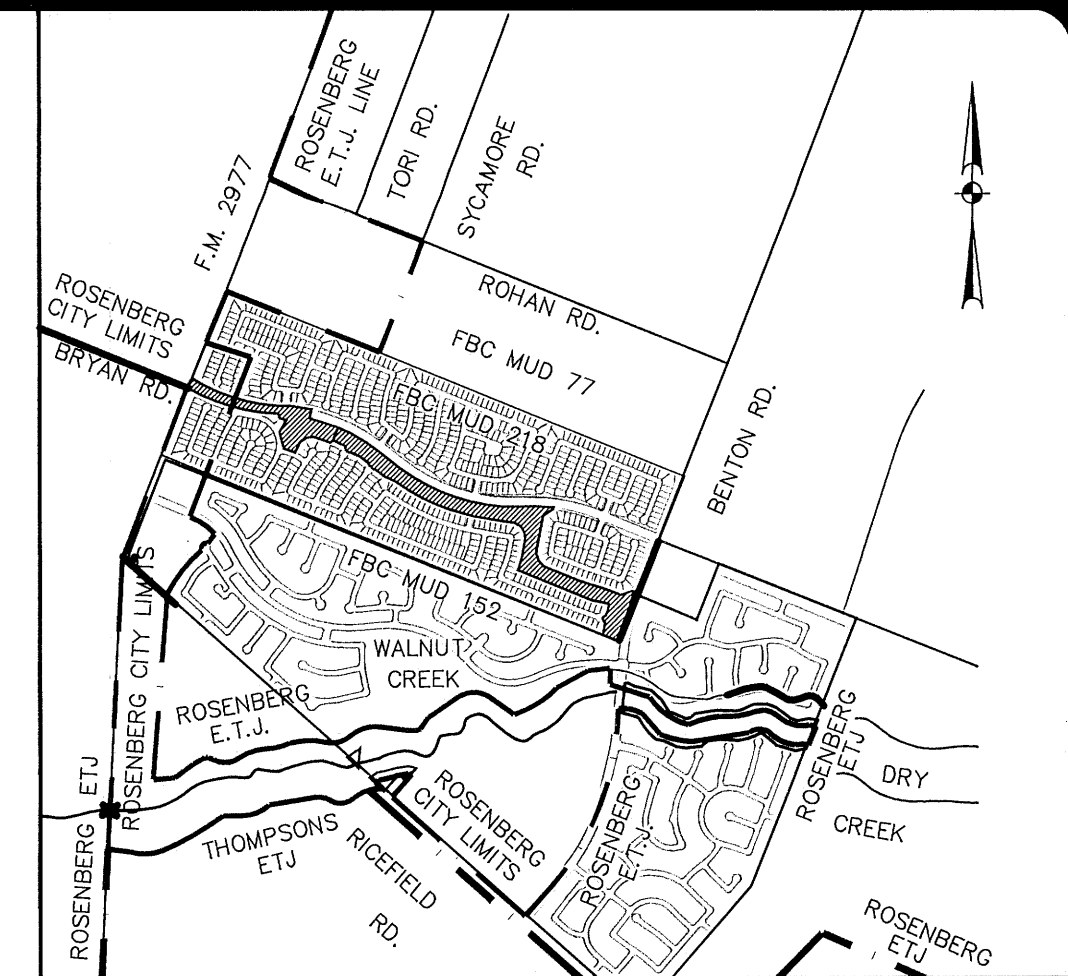 ROSENBERG
E.T.J. LINE
TORI RD.
SYCAMORE
RD.
F.M. 2977
ROSENBERG
CITY LIMITS
BRYAN RD.
ROHAN RD.
FBC MUD 77
FBC MUD 218
BENTON RD.
FBC MUD 152
WALNUT
CREEK
ROSENBERG CITY LIMITS
ROSENBERG
E.T.J.
ROSENBERG ETJ
THOMPSONS
ETJ
RICEFIELD
RD.
ROSENBERG
CITY LIMITS
ROSENBERG
E.T.J.
ROSENBERG
ETJ
DRY
CREEK
ROSENBERG
ETJ